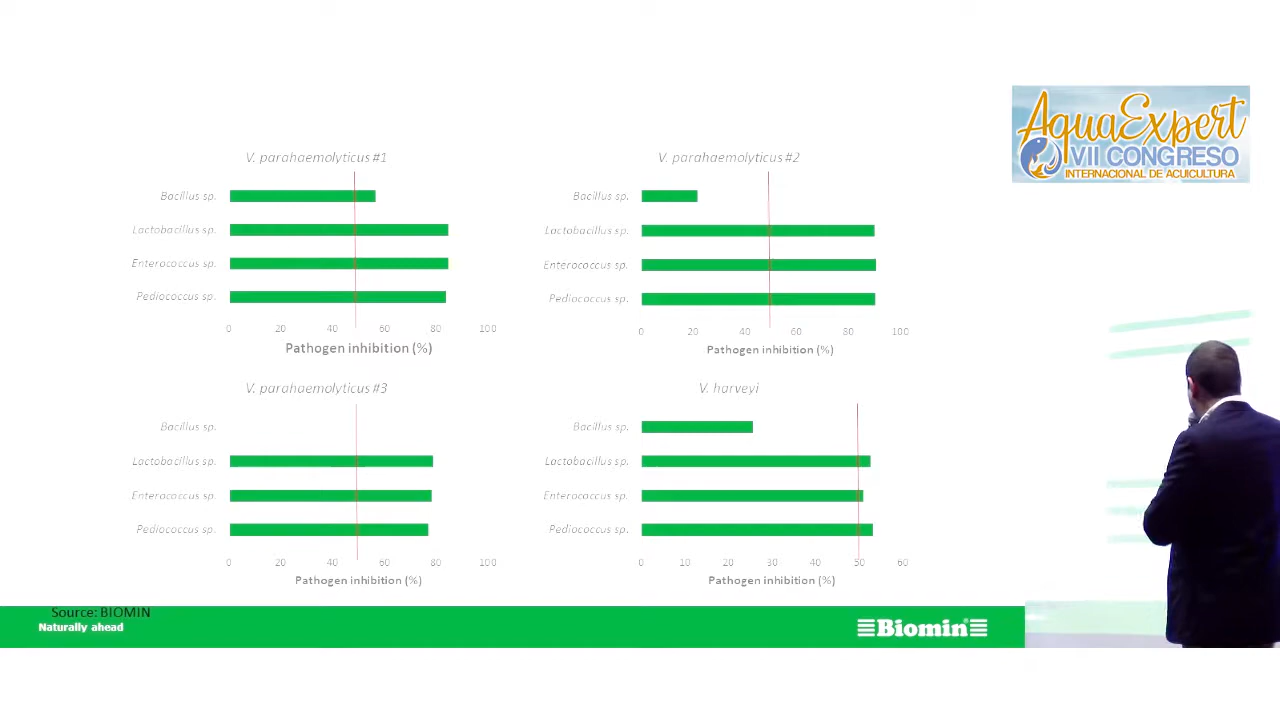 AquaExpert
VII CONGRESO
INTERNACIONAL DE ACUICULTURA
V. parahaemolyticus #1
Bacillus sp.
Lactobacillus sp.
Enterococcus sp.
Pediococcus sp.
0 20 40 60 80 100
Pathogen inhibition (%)
V. parahaemolyticus #2
Bacillus sp.
Lactobacillus sp.
Enterococcus sp.
Pediococcus sp.
0 20 40 60 80 100
Pathogen inhibition (%)
V. parahaemolyticus #3
Bacillus sp.
Lactobacillus sp.
Enterococcus sp.
Pediococcus sp.
0 20 40 60 80 100
Pathogen inhibition (%)
V. harveyi
Bacillus sp.
Lactobacillus sp.
Enterococcus sp.
Pediococcus sp.
0 10 20 30 40 50 60
Pathogen inhibition (%)
Source: BIOMIN
Naturally ahead
Biomin®